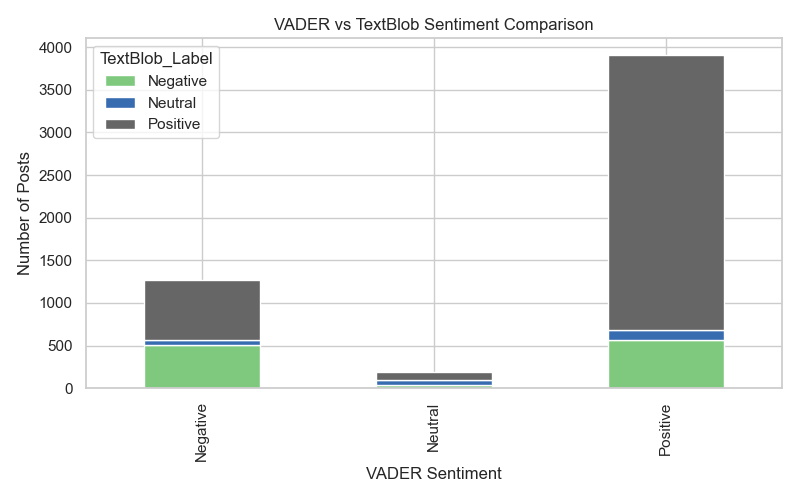 VADER vs TextBlob Sentiment Comparison
TextBlob_Label
Negative
Neutral
Positive
Number of Posts
4000
3500
3000
2500
2000
1500
1000
500
0
Negative
Neutral
Positive
VADER Sentiment